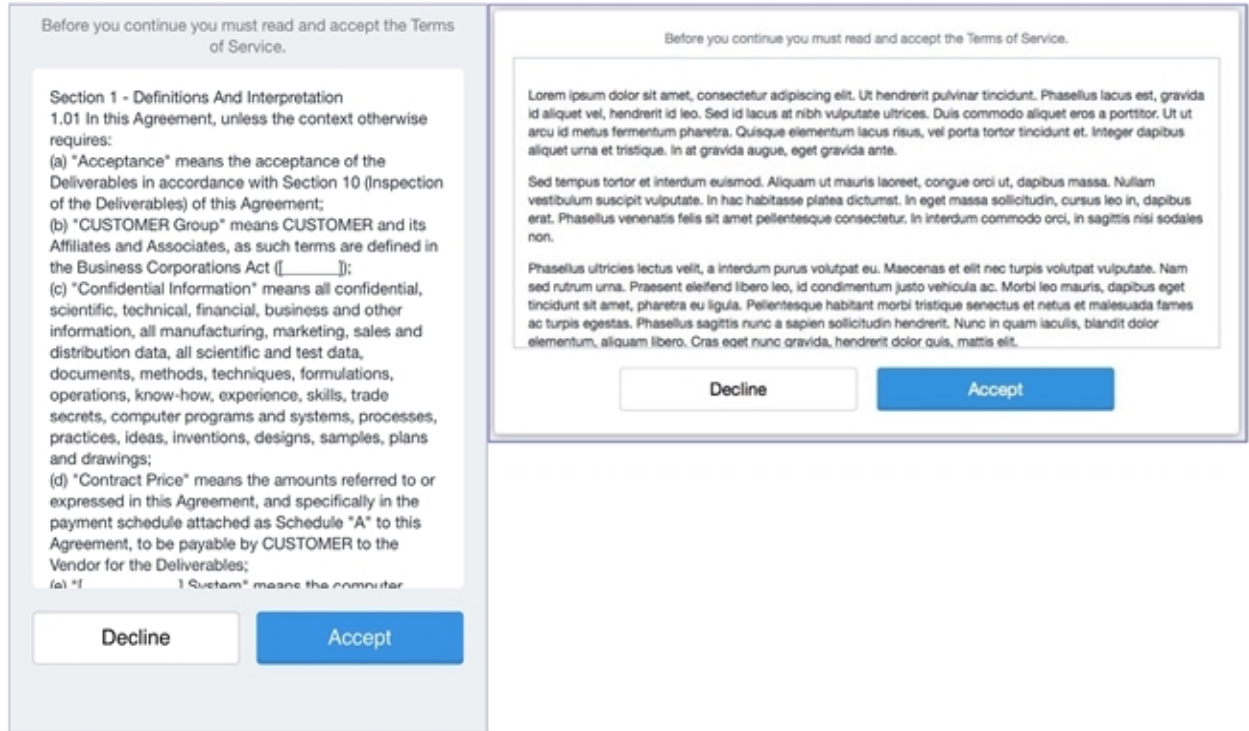 Before you continue you must read and accept the Terms
of Service.
Section 1 - Definitions And Interpretation
1.01 In this Agreement, unless the context otherwise
requires:
(a) "Acceptance" means the acceptance of the
Deliverables in accordance with Section 10 (Inspection
of the Deliverables) of this Agreement;
(b) "CUSTOMER Group" means CUSTOMER and its
Affiliates and Associates, as such terms are defined in
the Business Corporations Act ([_______]);
(c) "Confidential Information" means all confidential,
scientific, technical, financial, business and other
information, all manufacturing, marketing, sales and
distribution data, all scientific and test data,
documents, methods, techniques, formulations,
operations, know-how, experience, skills, trade
secrets, computer programs and systems, processes,
practices, ideas, inventions, designs, samples, plans
and drawings;
(d) "Contract Price" means the amounts referred to or
expressed in this Agreement, and specifically in the
payment schedule attached as Schedule "A" to this
Agreement, to be payable by CUSTOMER to the
Vendor for the Deliverables;
(e) "[____________] System" means the computer
Decline
Accept
Before you continue you must read and accept the Terms of Service.
Lorem ipsum dolor sit amet, consectetur adipiscing elit. Ut hendrerit pulvinar tincidunt. Phasellus lacus est, gravida
id aliquet vel, hendrerit id leo. Sed id lacus at nibh vulputate ultrices. Duis commodo aliquet eros a porttitor. Ut ut
arcu id metus fermentum pharetra. Quisque elementum lacus risus, vel porta tortor tincidunt et. Integer dapibus
aliquet urna et tristique. In at gravida augue, eget gravida ante.
Sed tempus tortor et interdum euismod. Aliquam ut mauris laoreet, congue orci ut, dapibus massa. Nullam
vestibulum suscipit vulputate. In hac habitasse platea dictumst. In eget massa sollicitudin, cursus leo in, dapibus
erat. Phasellus venenatis felis sit amet pellentesque consectetur. In interdum commodo orci, in sagittis nisi sodales
non.
Phasellus ultricies lectus velit, a interdum purus volutpat eu. Maecenas et elit nec turpis volutpat vulputate. Nam
sed rutrum urna. Praesent eleifend libero leo, id condimentum justo vehicula ac. Morbi leo mauris, dapibus eget
tincidunt sit amet, pharetra eu ligula. Pellentesque habitant morbi tristique senectus et netus et malesuada fames
ac turpis egestas. Phasellus sagittis nunc a sapien sollicitudin hendrerit. Nunc in quam iaculis, blandit dolor
elementum, aliquam libero. Cras eget nunc gravida, hendrerit dolor quis, mattis elit.
Decline
Accept